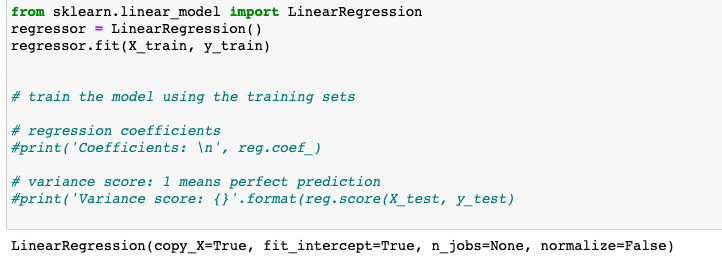 from sklearn.linear_model import LinearRegression
regressor = LinearRegression()
regressor.fit(X_train, y_train)
# train the model using the training sets
# regression coefficients
#print('Coefficients: \n', reg.coef_)
# variance score: 1 means perfect prediction
#print('Variance score: {}'.format(reg.score(X_test, y_test)
LinearRegression(copy_X=True, fit_intercept=True, n_jobs=None, normalize=False)